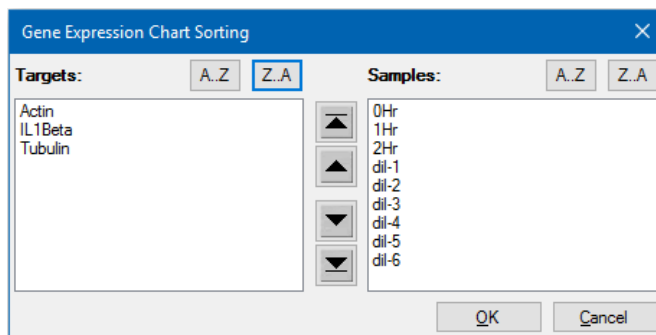 Gene Expression Chart Sorting
Targets: A..Z Z..A Samples: A..Z Z..A
Actin
IL1Beta
Tubulin
0Hr
1Hr
2Hr
dil-1
dil-2
dil-3
dil-4
dil-5
dil-6
OK Cancel